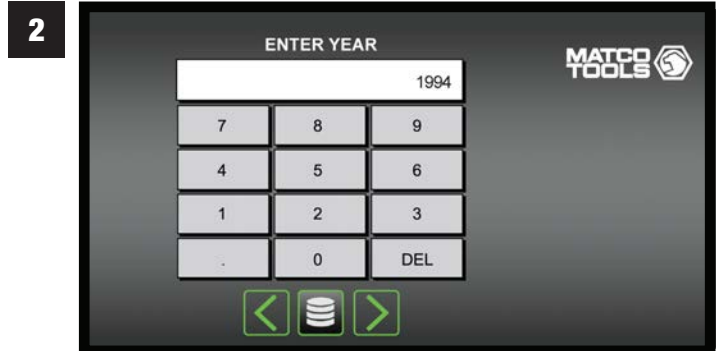 2
ENTER YEAR
MATCO
TOOLS
1994
7 8 9
4 5 6
1 2 3
. 0 DEL